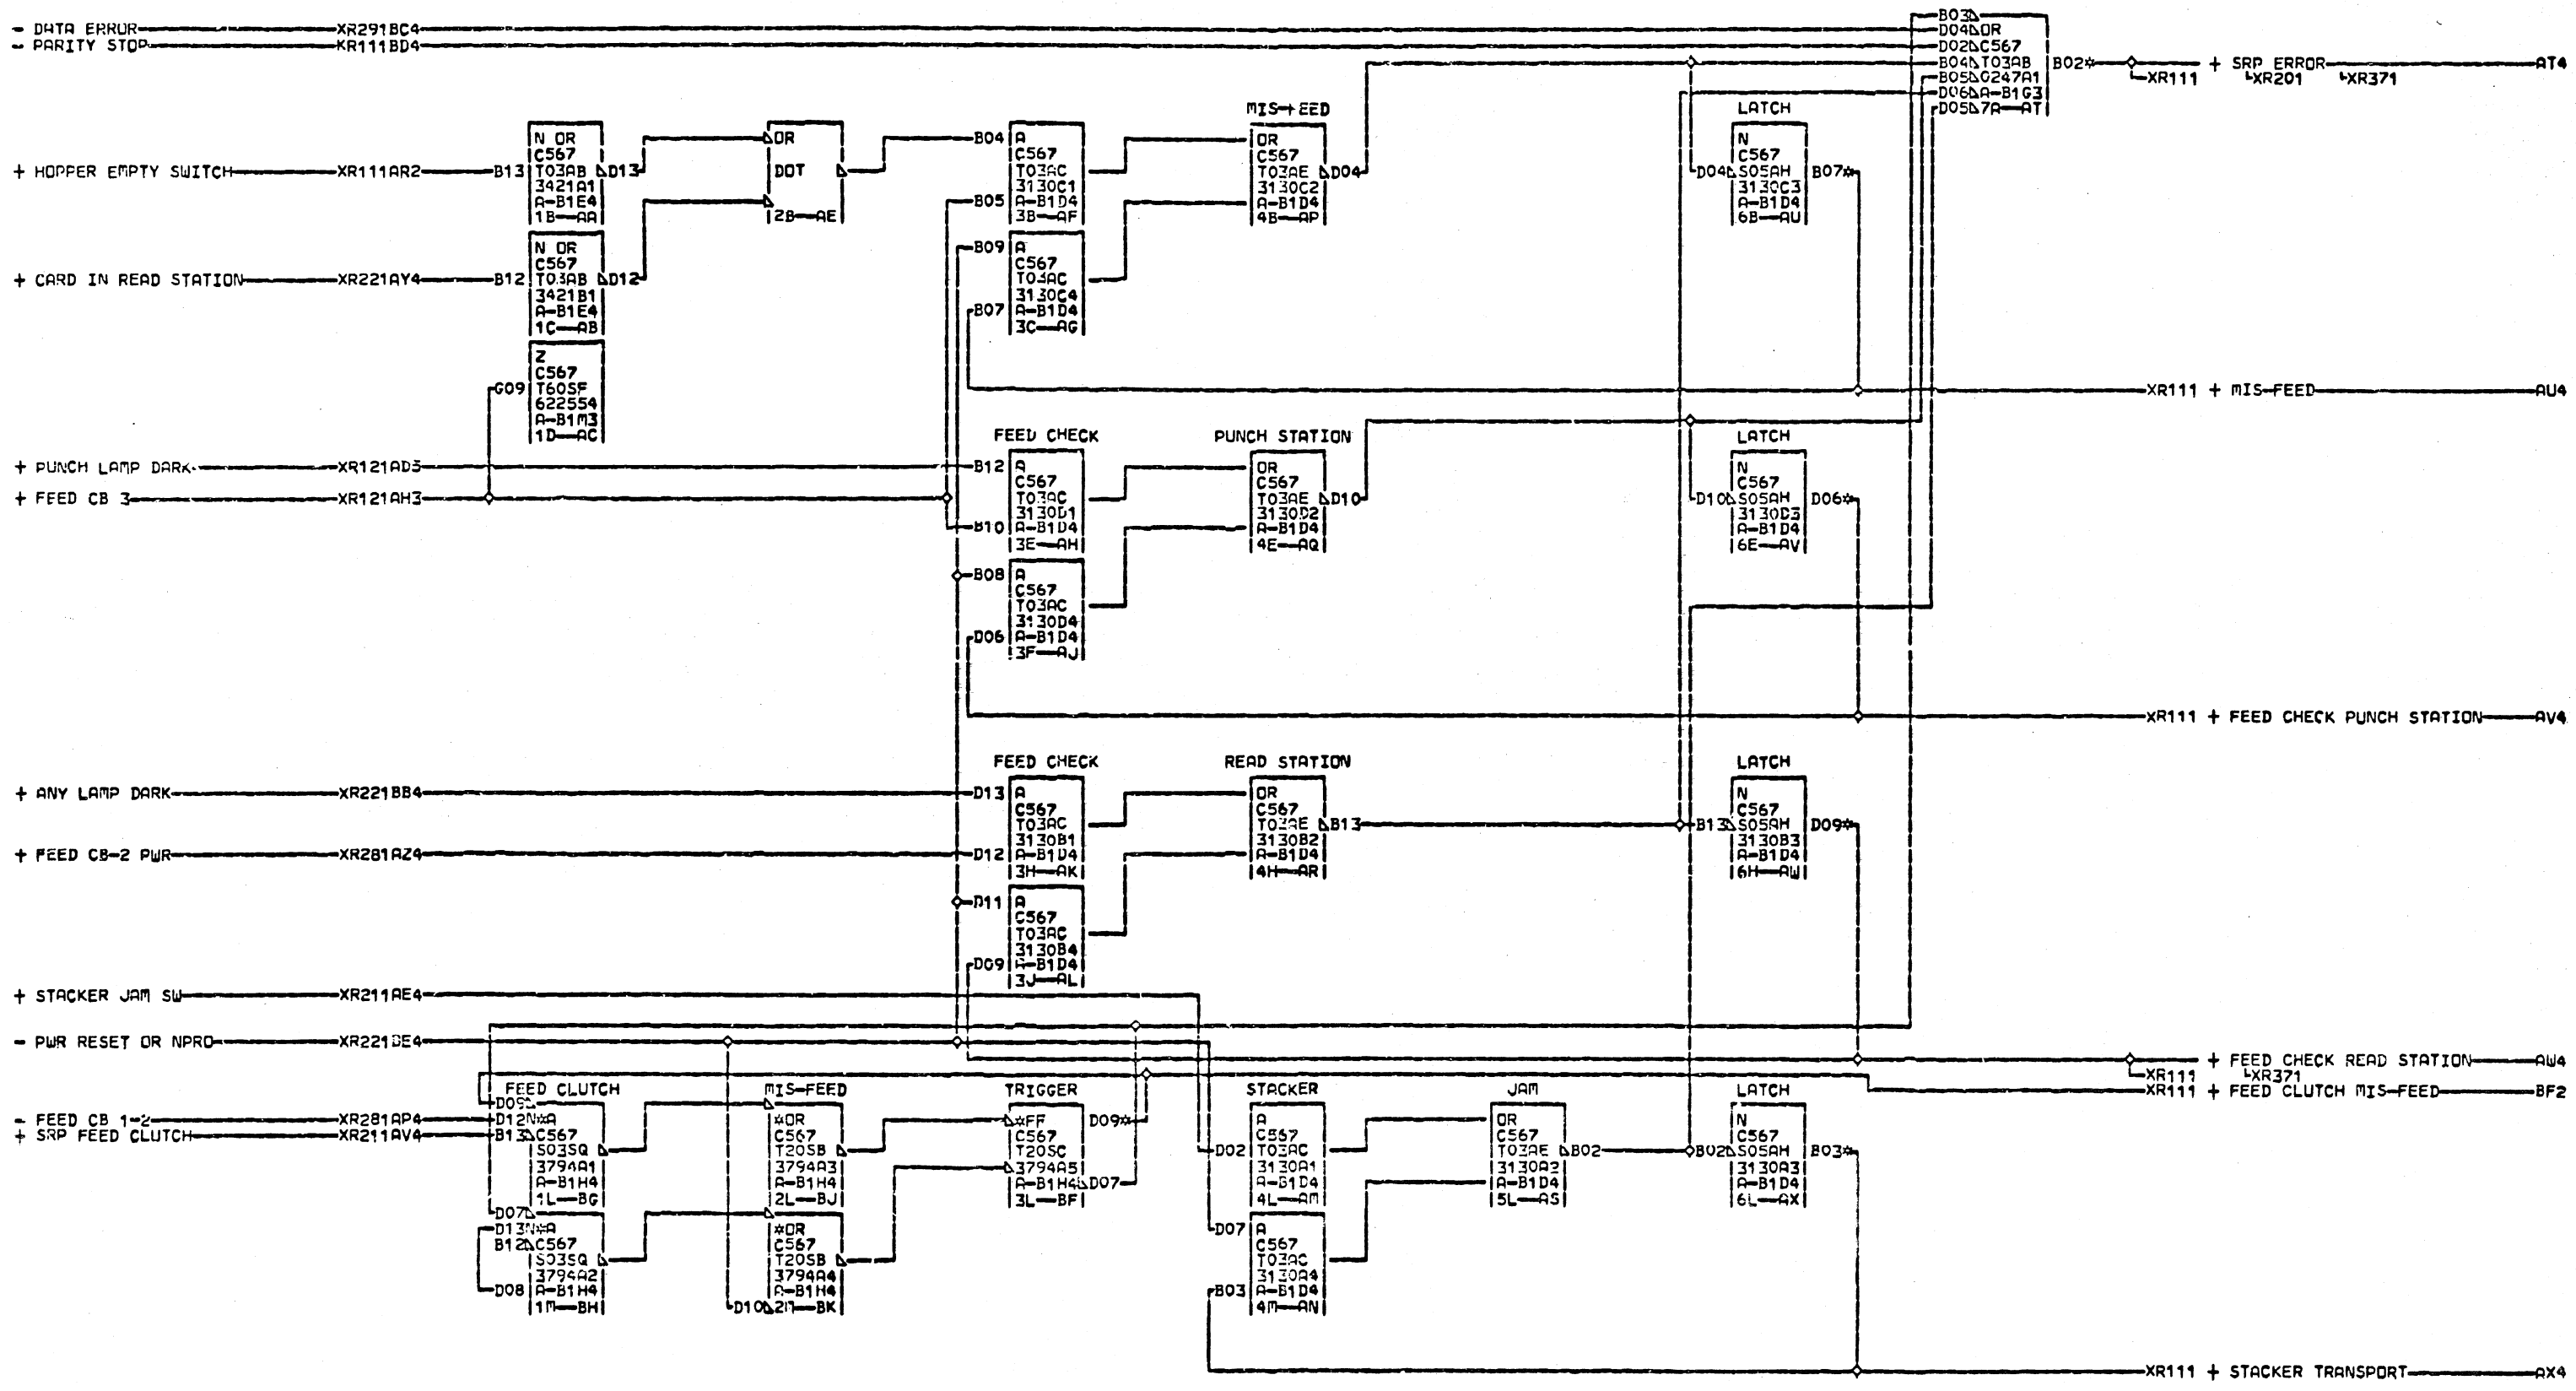 - DATA ERROR XR291BC4
- PARITY STOP XR111BD4
B03
D04 OR
D02 C567
B04 T03AB B02*
B05 0247A1
D06 A-B1G3
D05 7A AT
XR111 + SRP ERROR AT4
XR201 XR371
+ HOPPER EMPTY SWITCH XR111AR2 B13
N OR
C567
T03AB D13
3421A1
A-B1E4
1B AA
OR
DOT
2B AE
B04 A
C567
T03AC
3130C1
B05 A-B1D4
3B AF
OR
C567
T03AE D04
3130C2
A-B1D4
4B AP
LATCH
N
C567
D04 S05AH B07*
3130C3
A-B1D4
6B AU
+ CARD IN READ STATION XR221AY4 B12
N OR
C567
T03AB D12
3421B1
A-B1E4
1C AB
B09 A
C567
T03AC
3130C4
B07 A-B1D4
3C AG
Z
C567
G09 T60SF
622554
A-B1M3
1D AC
XR111 + MIS-FEED AU4
+ PUNCH LAMP DARK
+ FEED CB 3 XR121AH3
FEED CHECK
B12 A
C567
T03AC
3130D1
B10 A-B1D4
3E AH
PUNCH STATION
OR
C567
T03AE D10
3130D2
A-B1D4
4E AQ
LATCH
N
C567
D10 S05AH D06*
3130D3
A-B1D4
6E AV
B08 A
C567
T03AC
3130D4
D06 A-B1D4
3F AJ
XR111 + FEED CHECK PUNCH STATION AV4
+ ANY LAMP DARK XR221BB4
+ FEED CB-2 PWR XR281AZ4
FEED CHECK
D13 A
C567
T03AC
3130B1
D12 A-B1D4
3H AK
READ STATION
OR
C567
T03AE B13
3130B2
A-B1D4
4H AR
LATCH
N
C567
B13 S05AH D09*
3130B3
A-B1D4
6H AW
D11 A
C567
T03AC
3130B4
D09 A-B1D4
3J AL
+ STACKER JAM SW XR211AE4
- PWR RESET OR NPRO XR221BE4
XR111 + FEED CHECK READ STATION AW4
XR371
XR111 + FEED CLUTCH MIS-FEED BF2
- FEED CB 1-2 XR281AP4
+ SRP FEED CLUTCH XR211AV4
FEED CLUTCH
D09
D12N*A
B13 C567
S03SQ
3794A1
A-B1H4
1L BG
MIS-FEED
*OR
C567
T20SB
3794A3
A-B1H4
2L BJ
TRIGGER
*FF D09*
C567
T20SC
3794A5
A-B1H4 D07
3L BF
STACKER
A
C567
D02 T03AC
3130A1
A-B1D4
4L AM
JAM
OR
C567
T03AE B02
3130A2
A-B1D4
5L AS
LATCH
N
C567
B02 S05AH B03*
3130A3
A-B1D4
6L AX
D07
D13N*A
B12 C567
S03SQ
3794A2
D08 A-B1H4
1M BH
*OR
C567
T20SB
3794A4
A-B1H4
D10 2M BK
D07 A
C567
T03AC
3130A4
B03 A-B1D4
4M AN
XR111 + STACKER TRANSPORT AX4